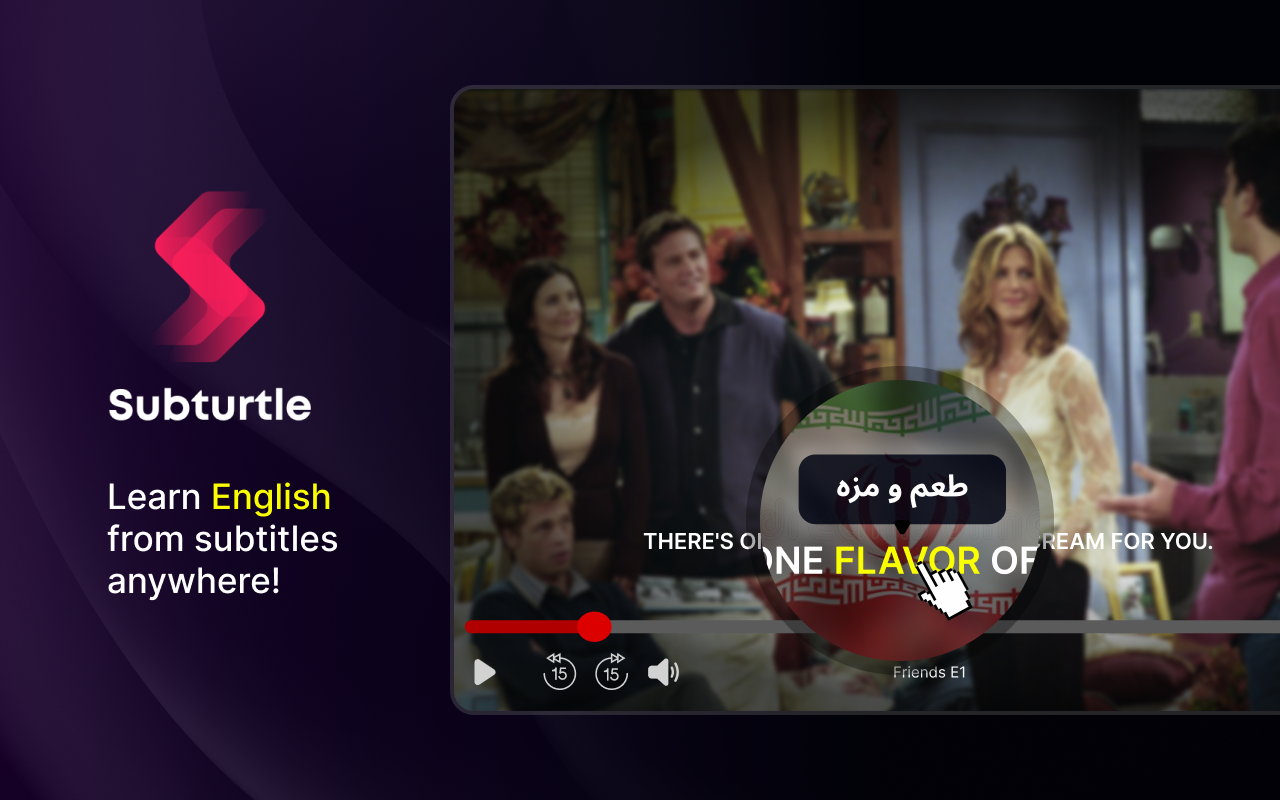 Subturtle
Learn English
from subtitles
anywhere!
طعم و مزه
THERE'S
ONE FLAVOR OF
REAM FOR YOU.
15
15
Friends E1